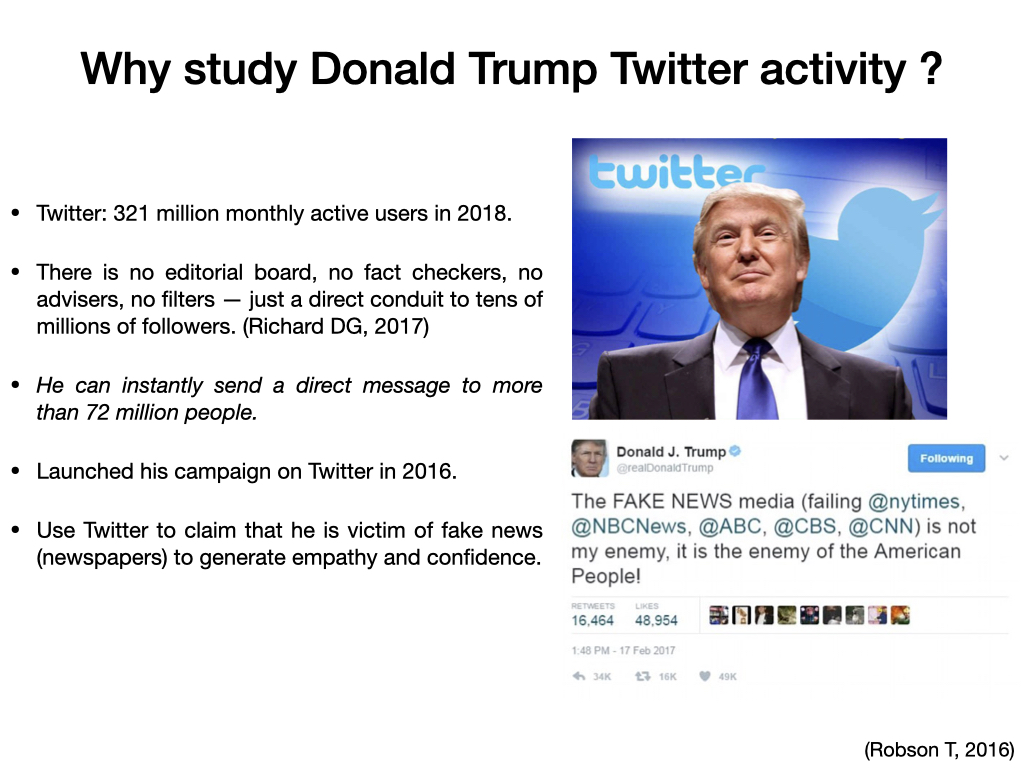 Why study Donald Trump Twitter activity ?
• Twitter: 321 million monthly active users in 2018.
• There is no editorial board, no fact checkers, no
advisers, no filters — just a direct conduit to tens of
millions of followers. (Richard DG, 2017)
• He can instantly send a direct message to more
than 72 million people.
• Launched his campaign on Twitter in 2016.
• Use Twitter to claim that he is victim of fake news
(newspapers) to generate empathy and confidence.
twitter
Donald J. Trump
@realDonaldTrump
Following
The FAKE NEWS media (failing @nytimes,
@NBCNews, @ABC, @CBS, @CNN) is not
my enemy, it is the enemy of the American
People!
RETWEETS LIKES
16,464 48,954
1:48 PM - 17 Feb 2017
34K 16K 49K
(Robson T, 2016)